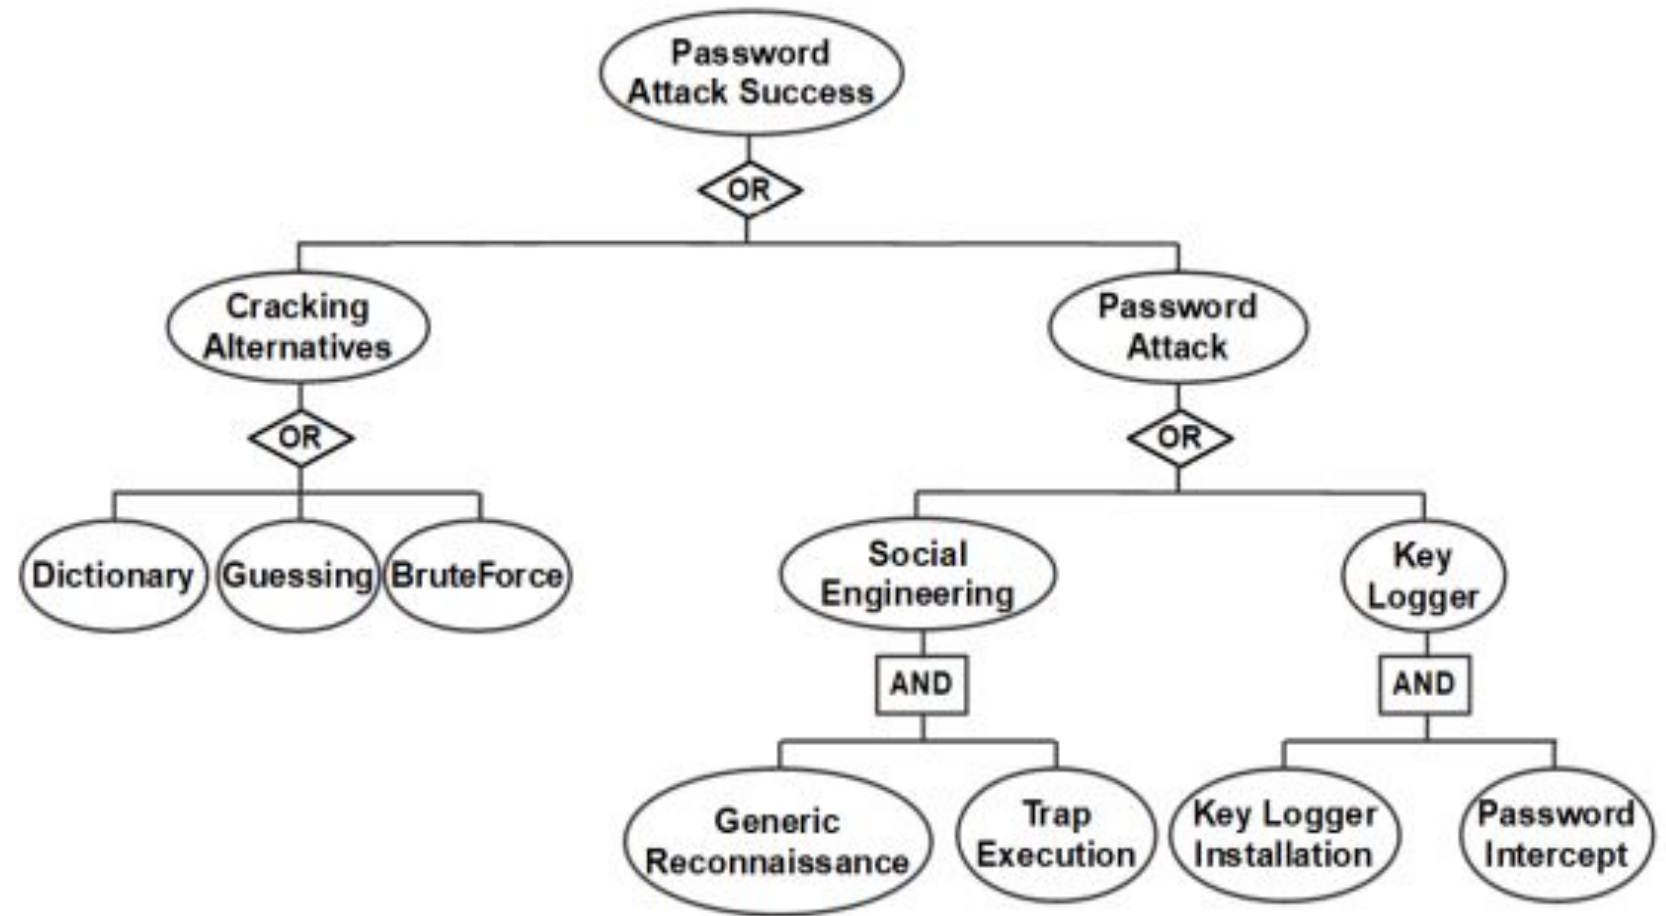 Password
Attack Success
OR
Cracking
Alternatives
Password
Attack
OR
OR
Dictionary
Guessing
BruteForce
Social
Engineering
Key
Logger
AND
AND
Generic
Reconnaissance
Trap
Execution
Key Logger
Installation
Password
Intercept